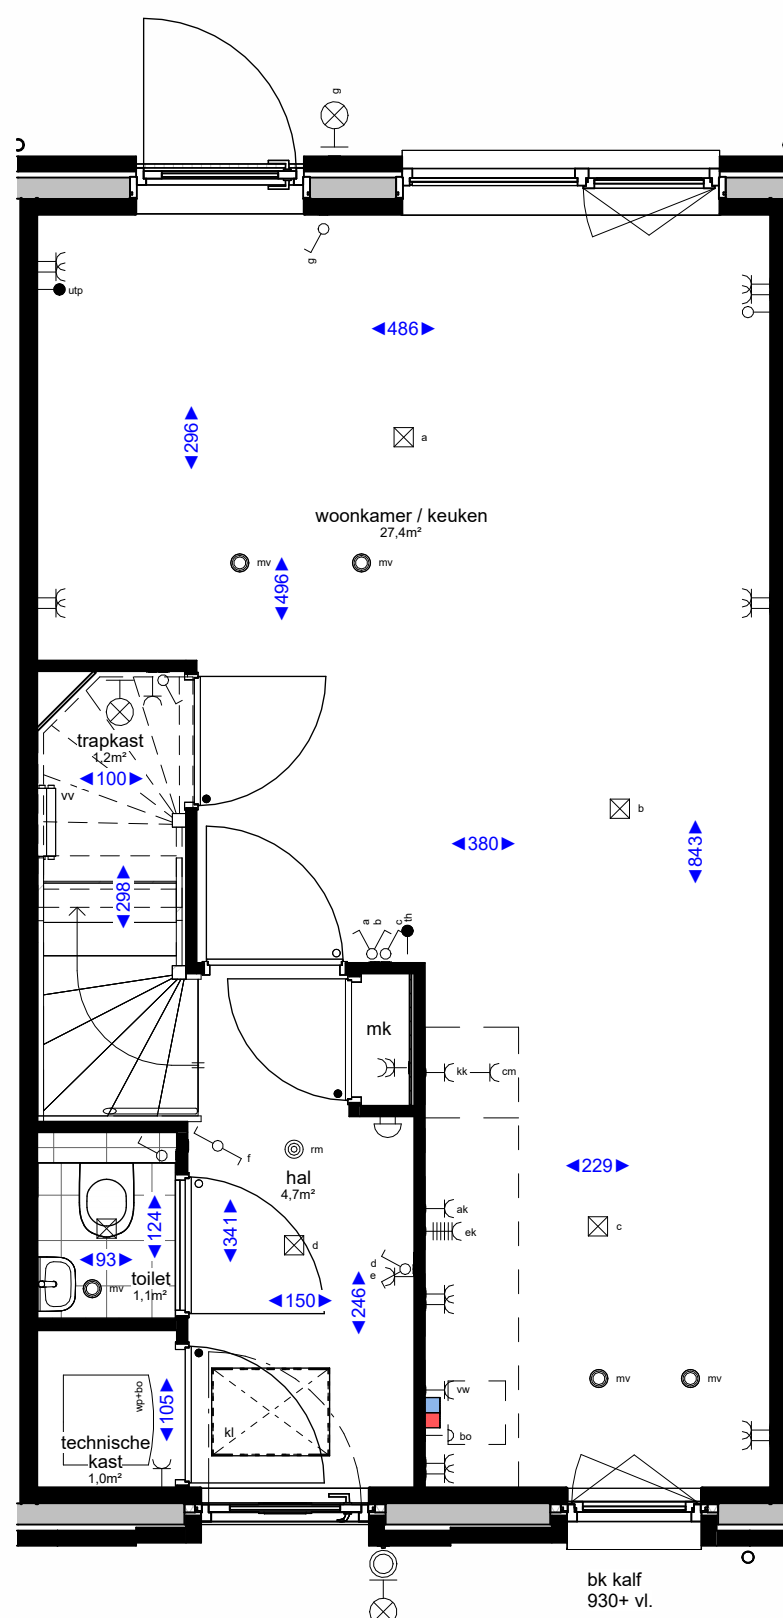 g
g
utp
486
296
a
woonkamer / keuken
27,4m²
mv
mv
496
trapkast
1,2m²
100
vv
b
380
843
298
a
b
c
th
mk
kk
cm
f
rm
hal
4,7m²
229
ak
ek
c
124
341
d
93
mv
toilet
1,1m²
d
e
150
246
wp+bo
105
kl
technische
kast
1,0m²
mv
mv
vw
bo
bk kalf
930+ vl.